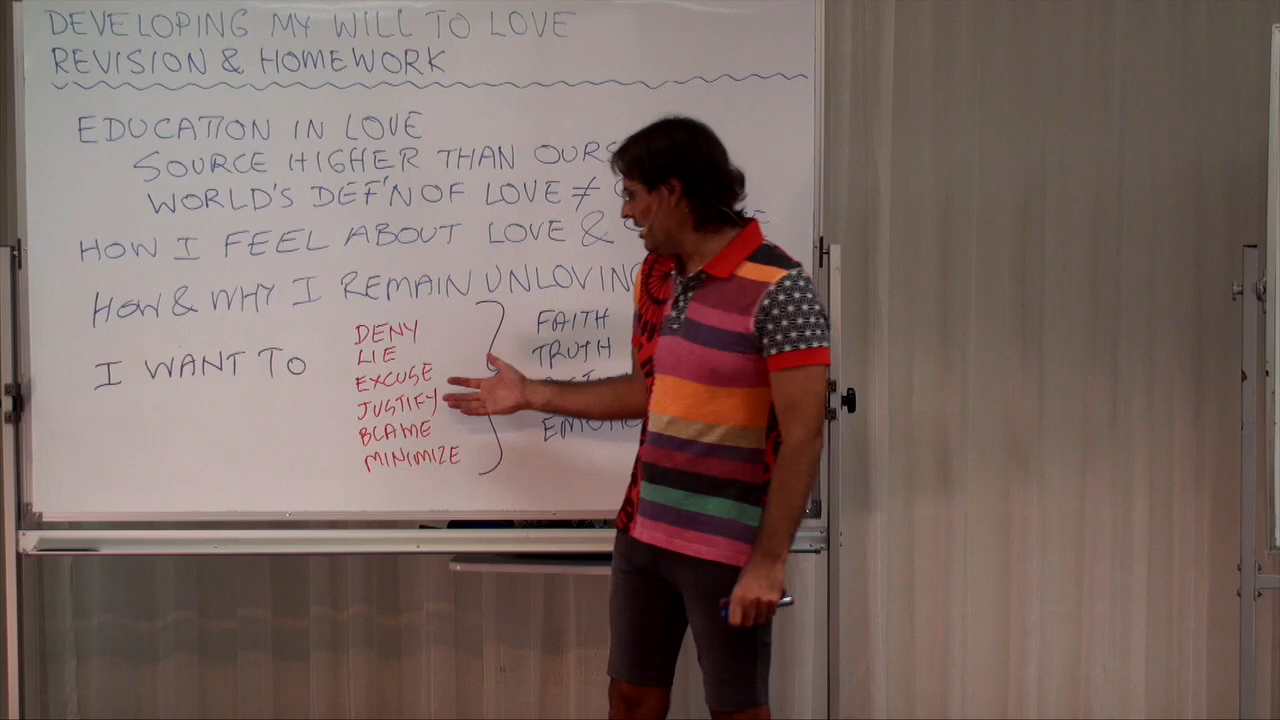 DEVELOPING MY WILL TO LOVE
REVISION & HOMEWORK
EDUCATION IN LOVE
SOURCE HIGHER THAN OURS
WORLD'S DEF'N OF LOVE ≠
HOW I FEEL ABOUT LOVE &
HOW & WHY I REMAIN UNLOVING
I WANT TO
DENY
LIE
EXCUSE
JUSTIFY
BLAME
MINIMIZE
FAITH
TRUTH